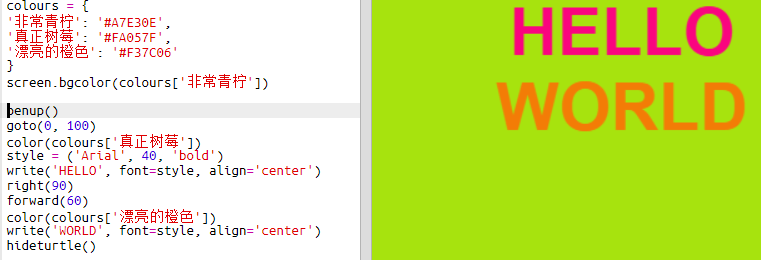 colours = {
'非常青柠': '#A7E30E',
'真正树莓': '#FA057F',
'漂亮的橙色': '#F37C06'
}
screen.bgcolor(colours['非常青柠'])
penup()
goto(0, 100)
color(colours['真正树莓'])
style = ('Arial', 40, 'bold')
write('HELLO', font=style, align='center')
right(90)
forward(60)
color(colours['漂亮的橙色'])
write('WORLD', font=style, align='center')
hideturtle()
HELLO
WORLD